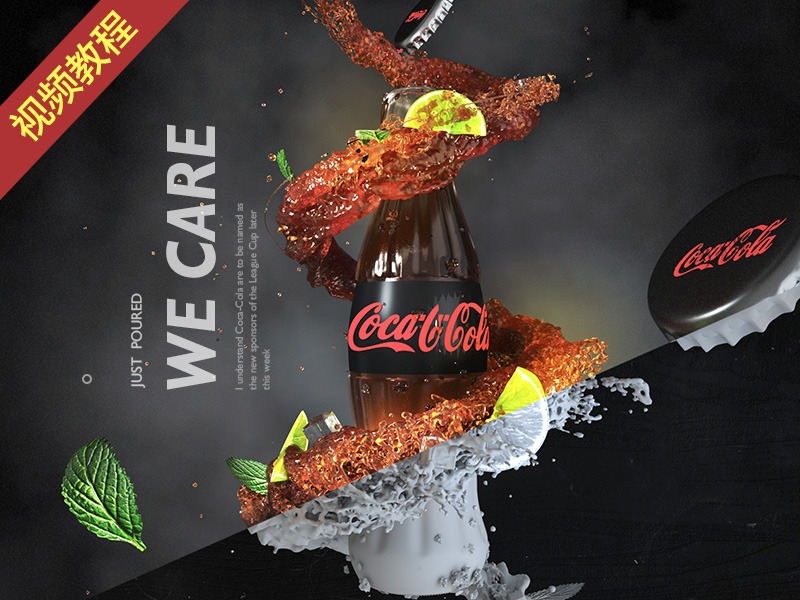 视频教程
JUST POURED
WE CARE
I understand Coca-Cola are to be named as
the new sponsors of the League Cup later
this week
Coca-Cola
Coca-Cola